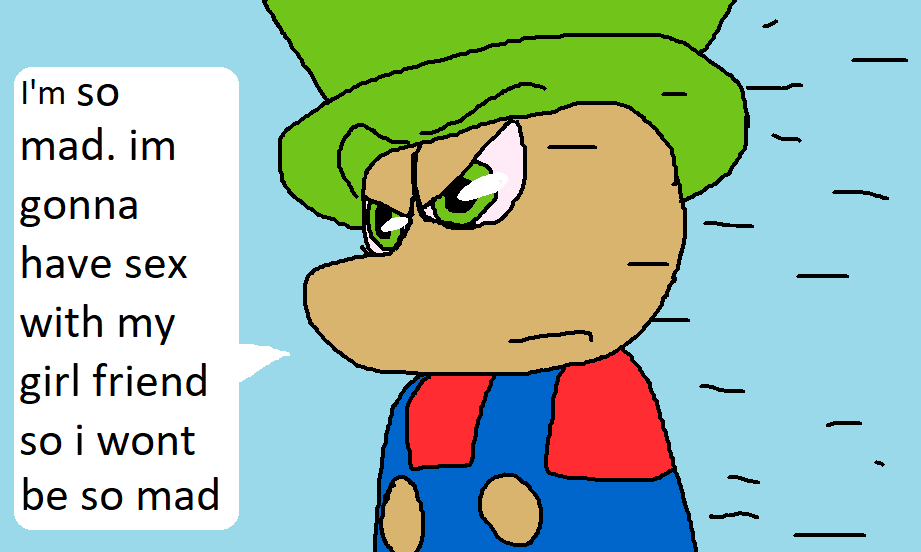 I'm so
mad. im
gonna
have sex
with my
girl friend
so i wont
be so mad